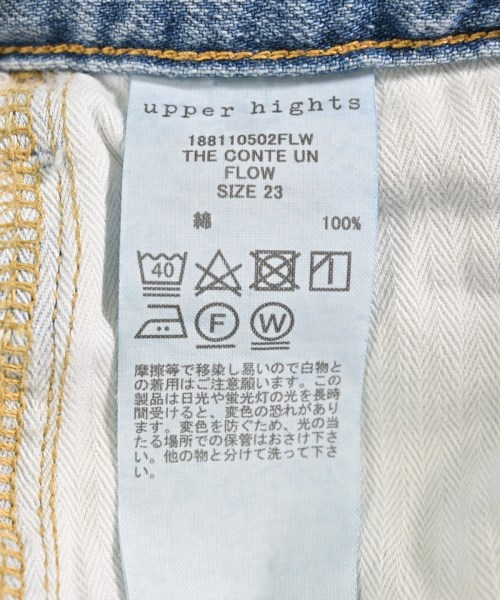 upper hights
188110502FLW
THE CONTE UN
FLOW
SIZE 23
綿 100%
40
F W
摩擦等で移染し易いので白物と
の着用はご注意願います。この
製品は日光や蛍光灯の光を長時
間受けると、変色の恐れがあり
ます。変色を防ぐため、光の当
たる場所での保管はおさけ下さ
い。他の物と分けて洗って下さ
い。